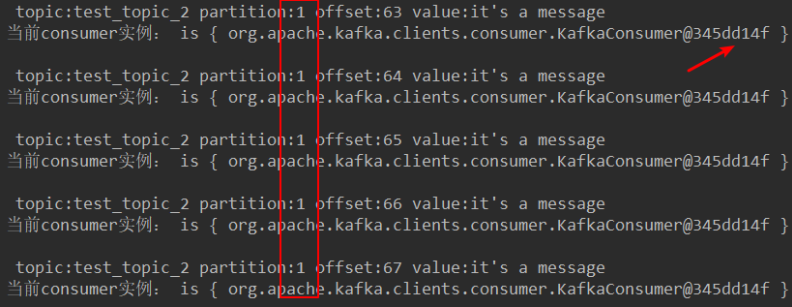 topic:test_topic_2 partition:1 offset:63 value:it's a message
当前consumer实例： is { org.apache.kafka.clients.consumer.KafkaConsumer@345dd14f }
topic:test_topic_2 partition:1 offset:64 value:it's a message
当前consumer实例： is { org.apache.kafka.clients.consumer.KafkaConsumer@345dd14f }
topic:test_topic_2 partition:1 offset:65 value:it's a message
当前consumer实例： is { org.apache.kafka.clients.consumer.KafkaConsumer@345dd14f }
topic:test_topic_2 partition:1 offset:66 value:it's a message
当前consumer实例： is { org.apache.kafka.clients.consumer.KafkaConsumer@345dd14f }
topic:test_topic_2 partition:1 offset:67 value:it's a message
当前consumer实例： is { org.apache.kafka.clients.consumer.KafkaConsumer@345dd14f }